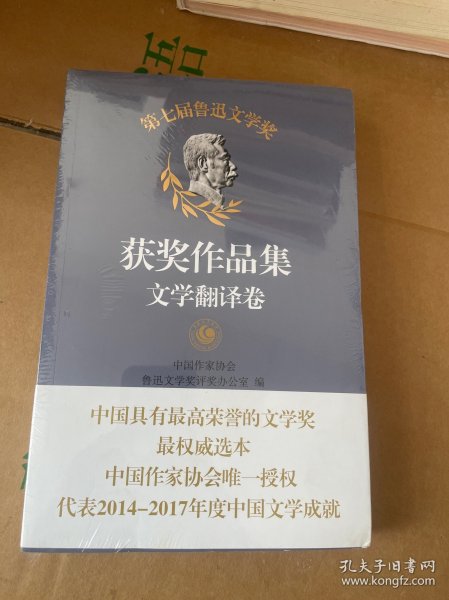 语
第七届鲁迅文学奖
获奖作品集
文学翻译卷
中国作家协会
鲁迅文学奖评奖办公室 编
中国具有最高荣誉的文学奖
最权威选本
中国作家协会唯一授权
代表2014-2017年度中国文学成就
孔夫子旧书网
www.kongfz.com